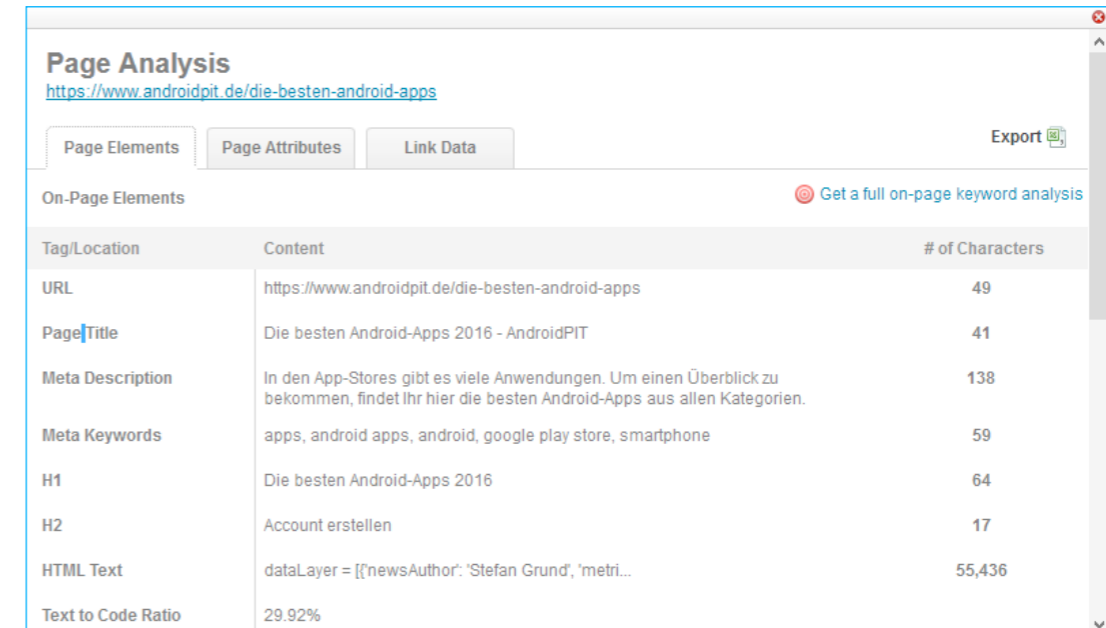 Page Analysis
https://www.androidpit.de/die-besten-android-apps
Page Elements Page Attributes Link Data Export
On-Page Elements Get a full on-page keyword analysis
Tag/Location Content # of Characters
URL https://www.androidpit.de/die-besten-android-apps 49
Page Title Die besten Android-Apps 2016 - AndroidPIT 41
Meta Description In den App-Stores gibt es viele Anwendungen. Um einen Überblick zu 138
bekommen, findet Ihr hier die besten Android-Apps aus allen Kategorien.
Meta Keywords apps, android apps, android, google play store, smartphone 59
H1 Die besten Android-Apps 2016 64
H2 Account erstellen 17
HTML Text dataLayer = [{'newsAuthor': 'Stefan Grund', 'metri... 55,436
Text to Code Ratio 29.92%